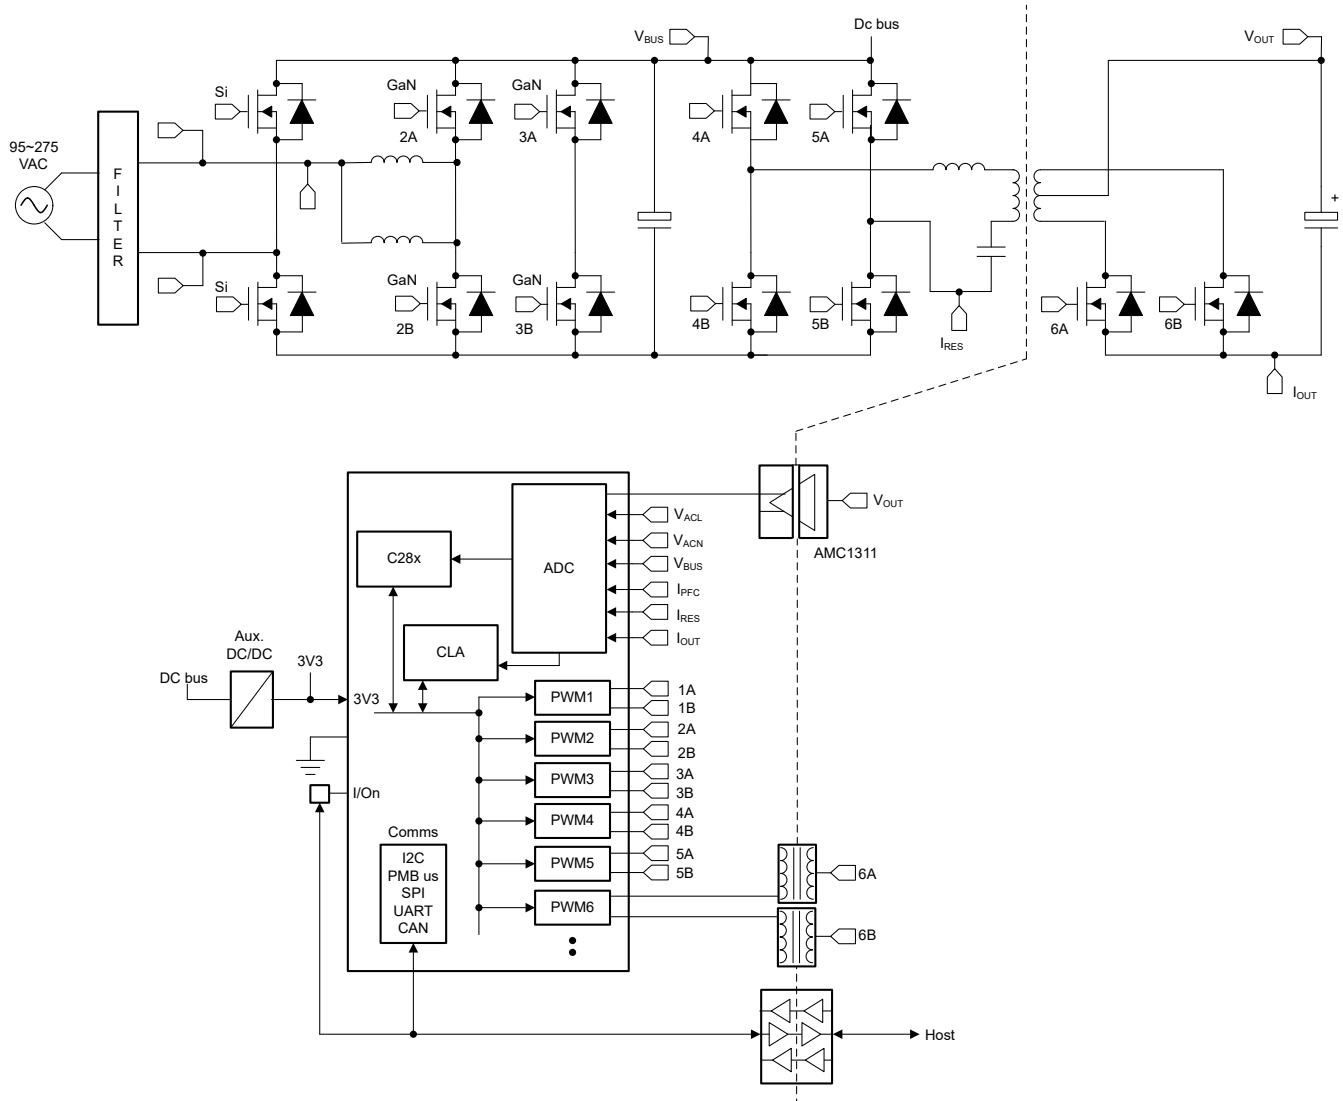 Dc bus
VBUS
VOUT
Si
GaN
GaN
2A
3A
4A
5A
95~275
VAC
FILTER
+
Si
GaN
GaN
2B
3B
4B
5B
6A
6B
IRES
IOUT
VOUT
AMC1311
VACL
VACN
VBUS
IPFC
IRES
IOUT
C28x
ADC
CLA
Aux.
DC/DC
3V3
DC bus
3V3
PWM1
1A
1B
PWM2
2A
2B
PWM3
3A
3B
I/On
PWM4
4A
4B
Comms
I2C
PMB us
SPI
UART
CAN
PWM5
5A
5B
6A
PWM6
6B
Host